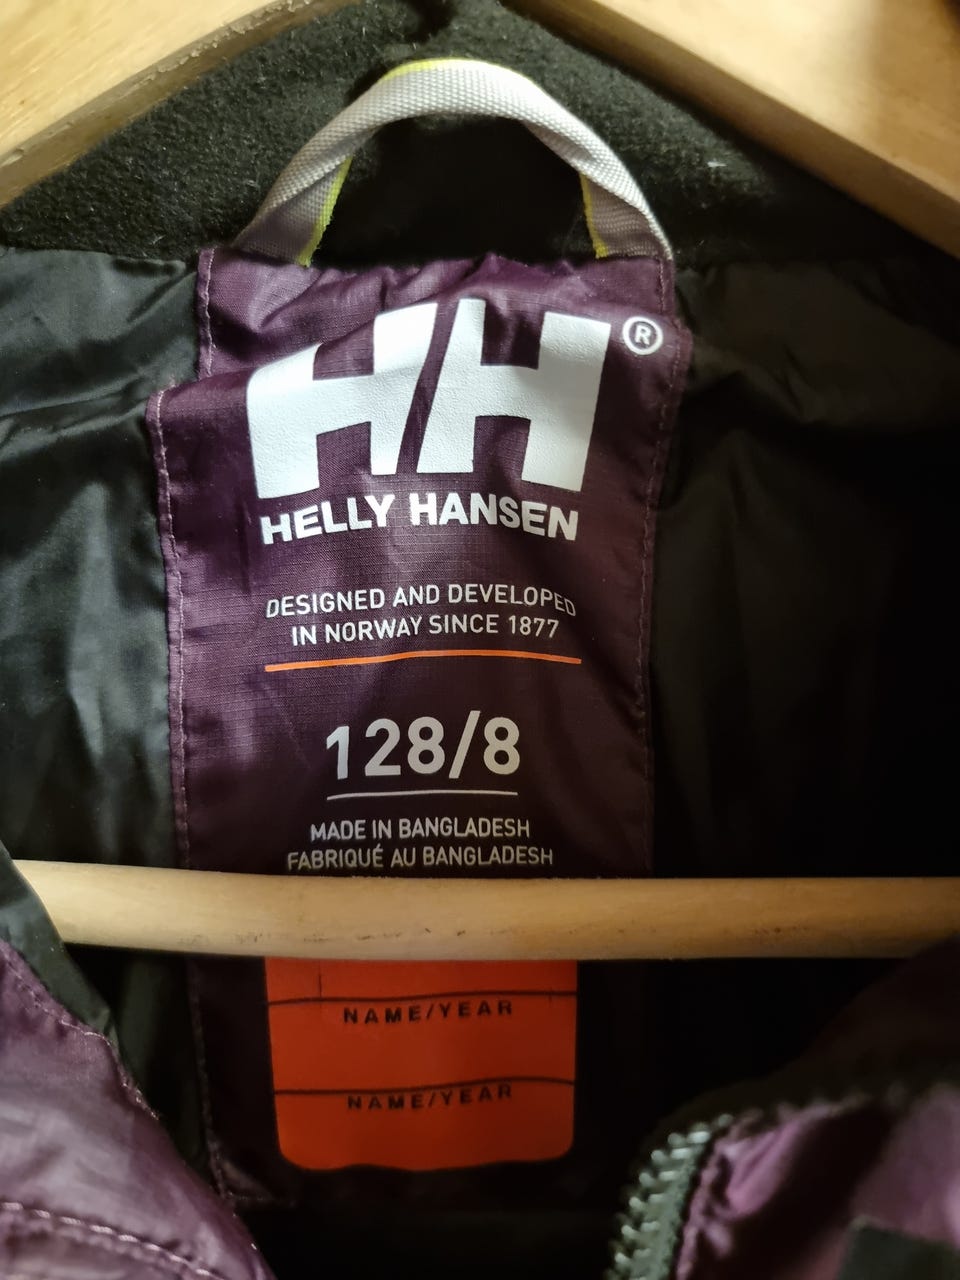 HH®
HELLY HANSEN
DESIGNED AND DEVELOPED
IN NORWAY SINCE 1877
128/8
MADE IN BANGLADESH
FABRIQUÉ AU BANGLADESH
NAME/YEAR
NAME/YEAR